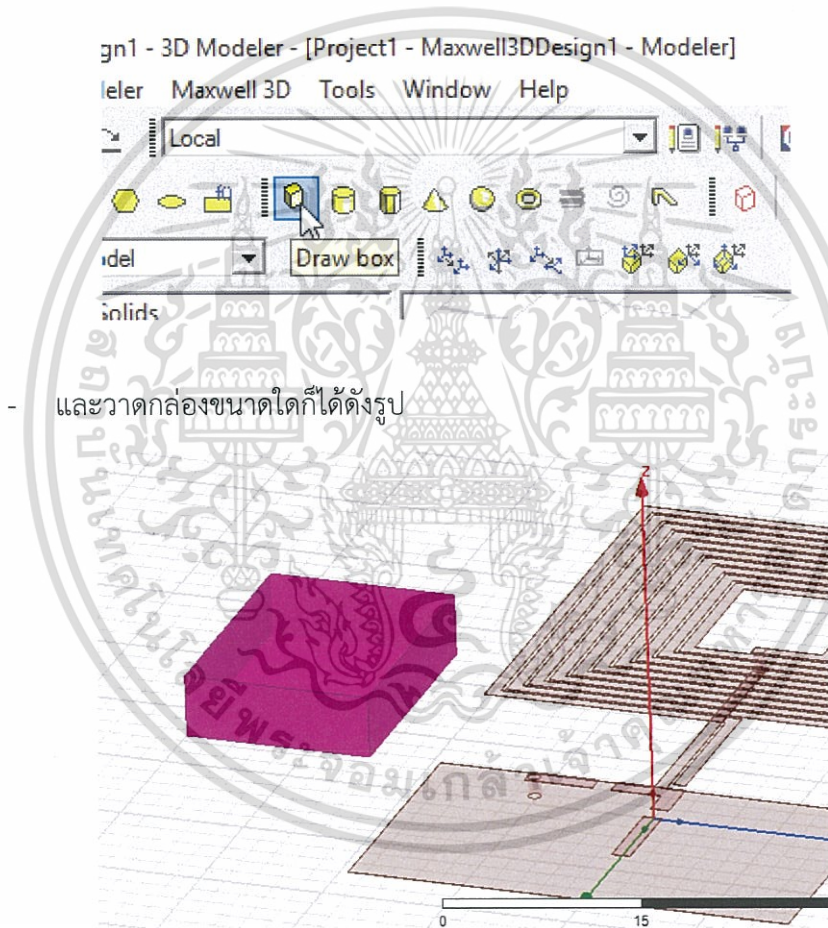 gn1 - 3D Modeler - [Project1 - Maxwell3DDesign1 - Modeler]
leler Maxwell 3D Tools Window Help
Local
del Draw box
Solids
- และวาดกล่องขนาดใดก็ได้ดังรูป
Z
0 15